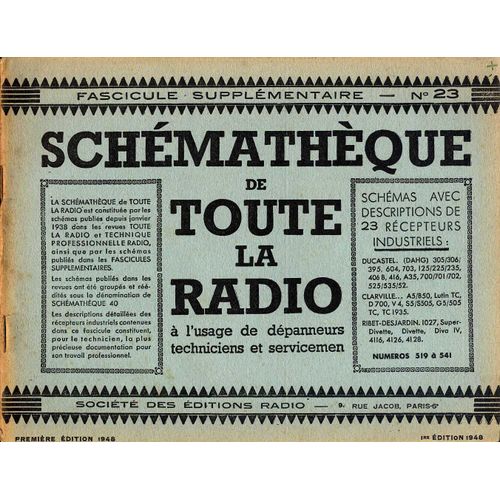 FASCICULE · SUPPLÉMENTAIRE — N° 23
SCHÉMATHÈQUE
DE
TOUTE
LA
RADIO
à l'usage de dépanneurs
techniciens et servicemen
LA SCHÉMATHÈQUE de TOUTE
LA RADIO est constituée par les
schémas publiés depuis janvier
1938 dans les revues TOUTE
LA RADIO et TECHNIQUE
PROFESSIONNELLE RADIO,
ainsi que par les schémas
publiés dans les FASCICULES
SUPPLÉMENTAIRES.
Les schémas publiés dans les
revues ont été groupés et réé-
dités sous la dénomination de
SCHÉMATHÈQUE 40
Les descriptions détaillées des
récepteurs industriels contenues
dans ce fascicule constituent,
pour le technicien, la plus
précieuse documentation pour
son travail professionnel.
SCHÉMAS AVEC
DESCRIPTIONS DE
23 RÉCEPTEURS
INDUSTRIELS :
DUCASTEL. (DAHG) 305/306;
395, 604, 703, 125/225/235,
406 B, 416, A35, 700/701/702,
525/535/52.
CLARVILLE... A5/850, Lutin TC,
D 700, V 4, S5/S505, G5/505
TC, TC 1935.
RIBET-DESJARDIN. 1027, Super-
Divette, Divette, Diva IV,
4116, 4126, 4128.
NUMEROS 519 à 541
SOCIÉTÉ DES ÉDITIONS RADIO — 9, RUE JACOB, PARIS-6e
PREMIÈRE ÉDITION 1948
1re ÉDITION 1948